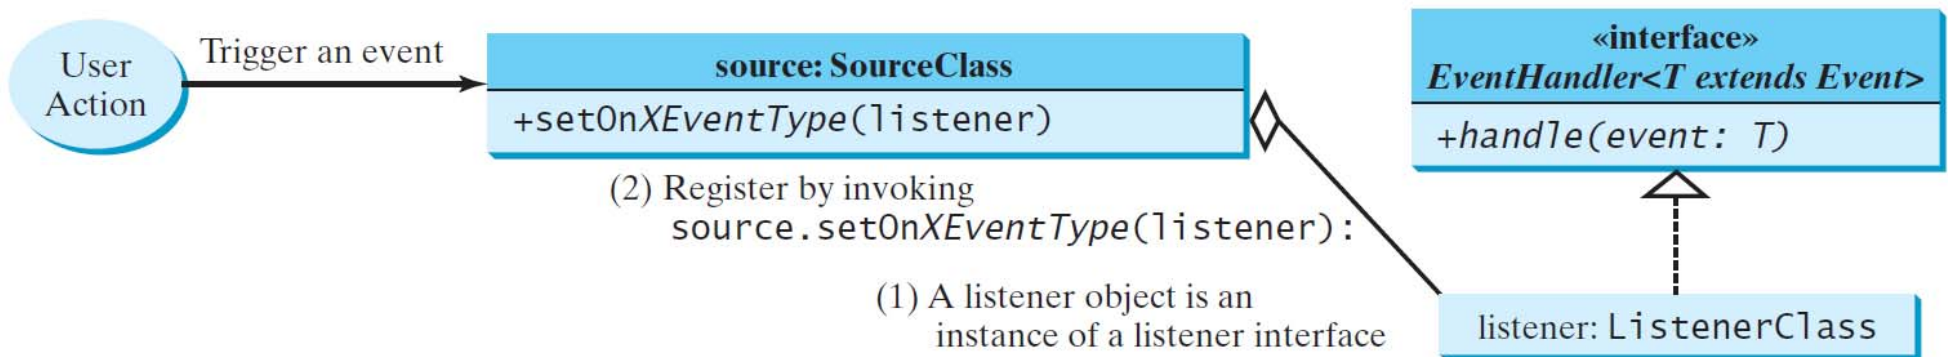 User
Action
Trigger an event
source: SourceClass
+setOnXEventType(listener)
«interface»
EventHandler<T extends Event>
+handle(event: T)
(2) Register by invoking
source.setOnXEventType(listener):
(1) A listener object is an
instance of a listener interface
listener: ListenerClass